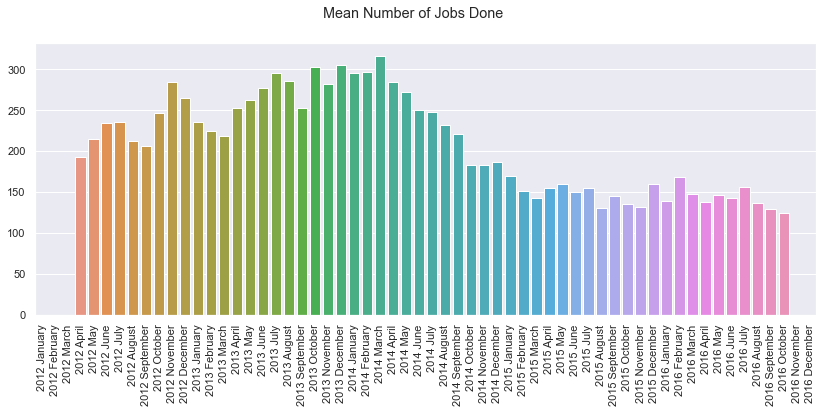 Mean Number of Jobs Done
300
250
200
150
100
50
0
2012 January
2012 February
2012 March
2012 April
2012 May
2012 June
2012 July
2012 August
2012 September
2012 October
2012 November
2012 December
2013 January
2013 February
2013 March
2013 April
2013 May
2013 June
2013 July
2013 August
2013 September
2013 October
2013 November
2013 December
2014 January
2014 February
2014 March
2014 April
2014 May
2014 June
2014 July
2014 August
2014 September
2014 October
2014 November
2014 December
2015 January
2015 February
2015 March
2015 April
2015 May
2015 June
2015 July
2015 August
2015 September
2015 October
2015 November
2015 December
2016 January
2016 February
2016 March
2016 April
2016 May
2016 June
2016 July
2016 August
2016 September
2016 October
2016 November
2016 December